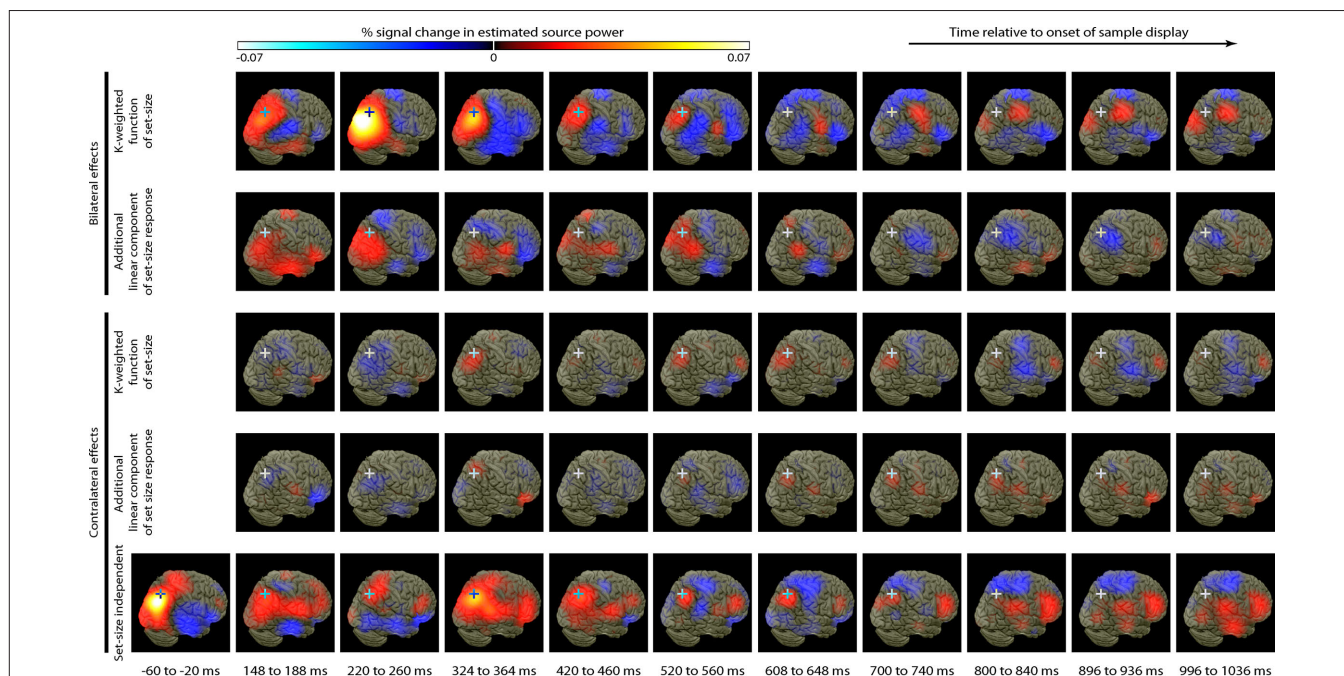 % signal change in estimated source power
Time relative to onset of sample display
-0.07
0
0.07
Bilateral effects
K-weighted
function
of set-size
Additional
linear component
of set-size response
Contralateral effects
K-weighted
function
of set-size
Additional
linear component
of set size response
Set-size independent
-60 to -20 ms
148 to 188 ms
220 to 260 ms
324 to 364 ms
420 to 460 ms
520 to 560 ms
608 to 648 ms
700 to 740 ms
800 to 840 ms
896 to 936 ms
996 to 1036 ms